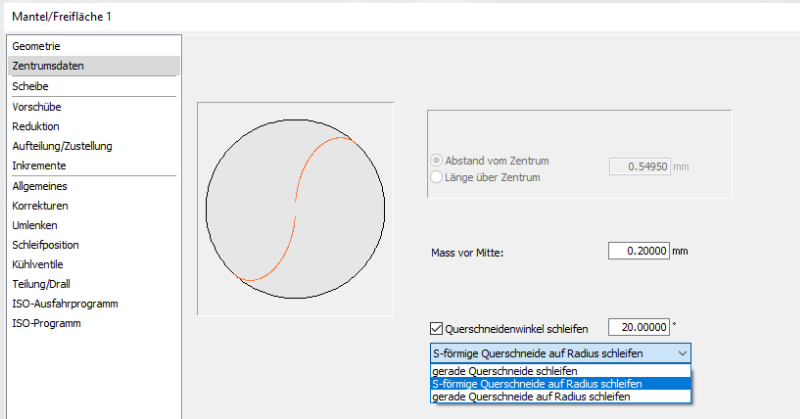 Mantel/Freifläche 1
Geometrie
Zentrumsdaten
Scheibe
Vorschübe
Reduktion
Aufteilung/Zustellung
Inkremente
Allgemeines
Korrekturen
Umlenken
Schleifposition
Kühlventile
Teilung/Drall
ISO-Ausfahrprogramm
ISO-Programm
Abstand vom Zentrum 0.54950 mm
Länge über Zentrum
Mass vor Mitte: 0.20000 mm
Querschneidenwinkel schleifen 20.00000 °
S-förmige Querschneide auf Radius schleifen
gerade Querschneide schleifen
S-förmige Querschneide auf Radius schleifen
gerade Querschneide auf Radius schleifen